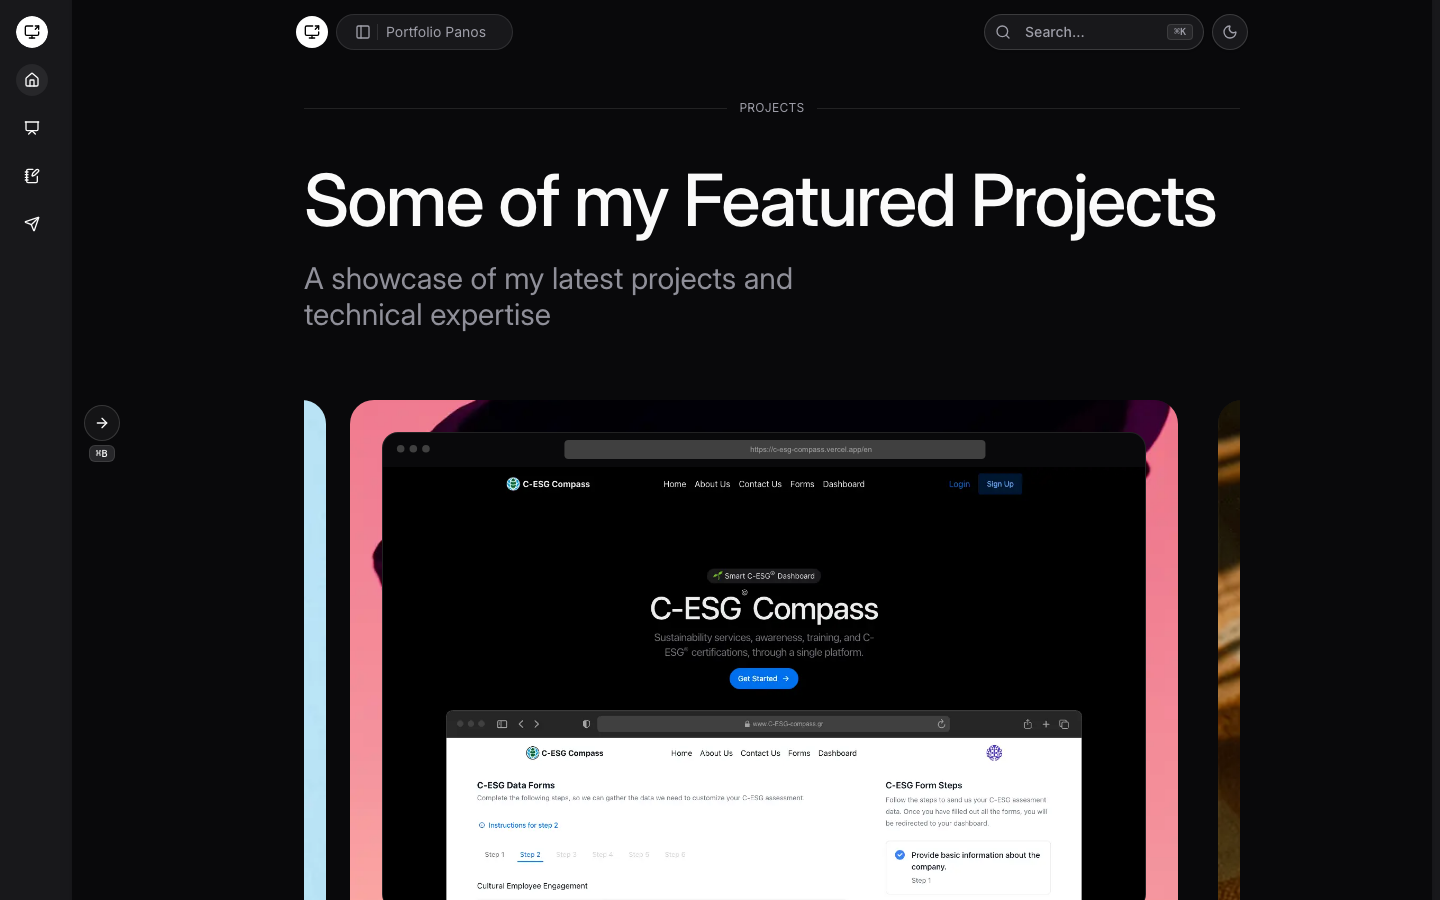 Portfolio Panos
Search...
⌘K
PROJECTS
Some of my Featured Projects
A showcase of my latest projects and
technical expertise
⌘B
https://c-esg-compass.vercel.app/en
C-ESG Compass
Home About Us Contact Us Forms Dashboard
Login Sign Up
Smart C-ESG® Dashboard
C-ESG® Compass
Sustainability services, awareness, training, and C-
ESG® certifications, through a single platform.
Get Started →
www.C-ESG-compass.gr
C-ESG Compass
Home About Us Contact Us Forms Dashboard
C-ESG Data Forms
Complete the following steps, so we can gather the data we need to customize your C-ESG assessment.
Instructions for step 2
Step 1 Step 2 Step 3 Step 4 Step 5 Step 6
Cultural Employee Engagement
C-ESG Form Steps
Follow the steps to send us your C-ESG assesment
data. Once you have filled out all the forms, you will
be redirected to your dashboard.
Provide basic information about the
company.
Step 1